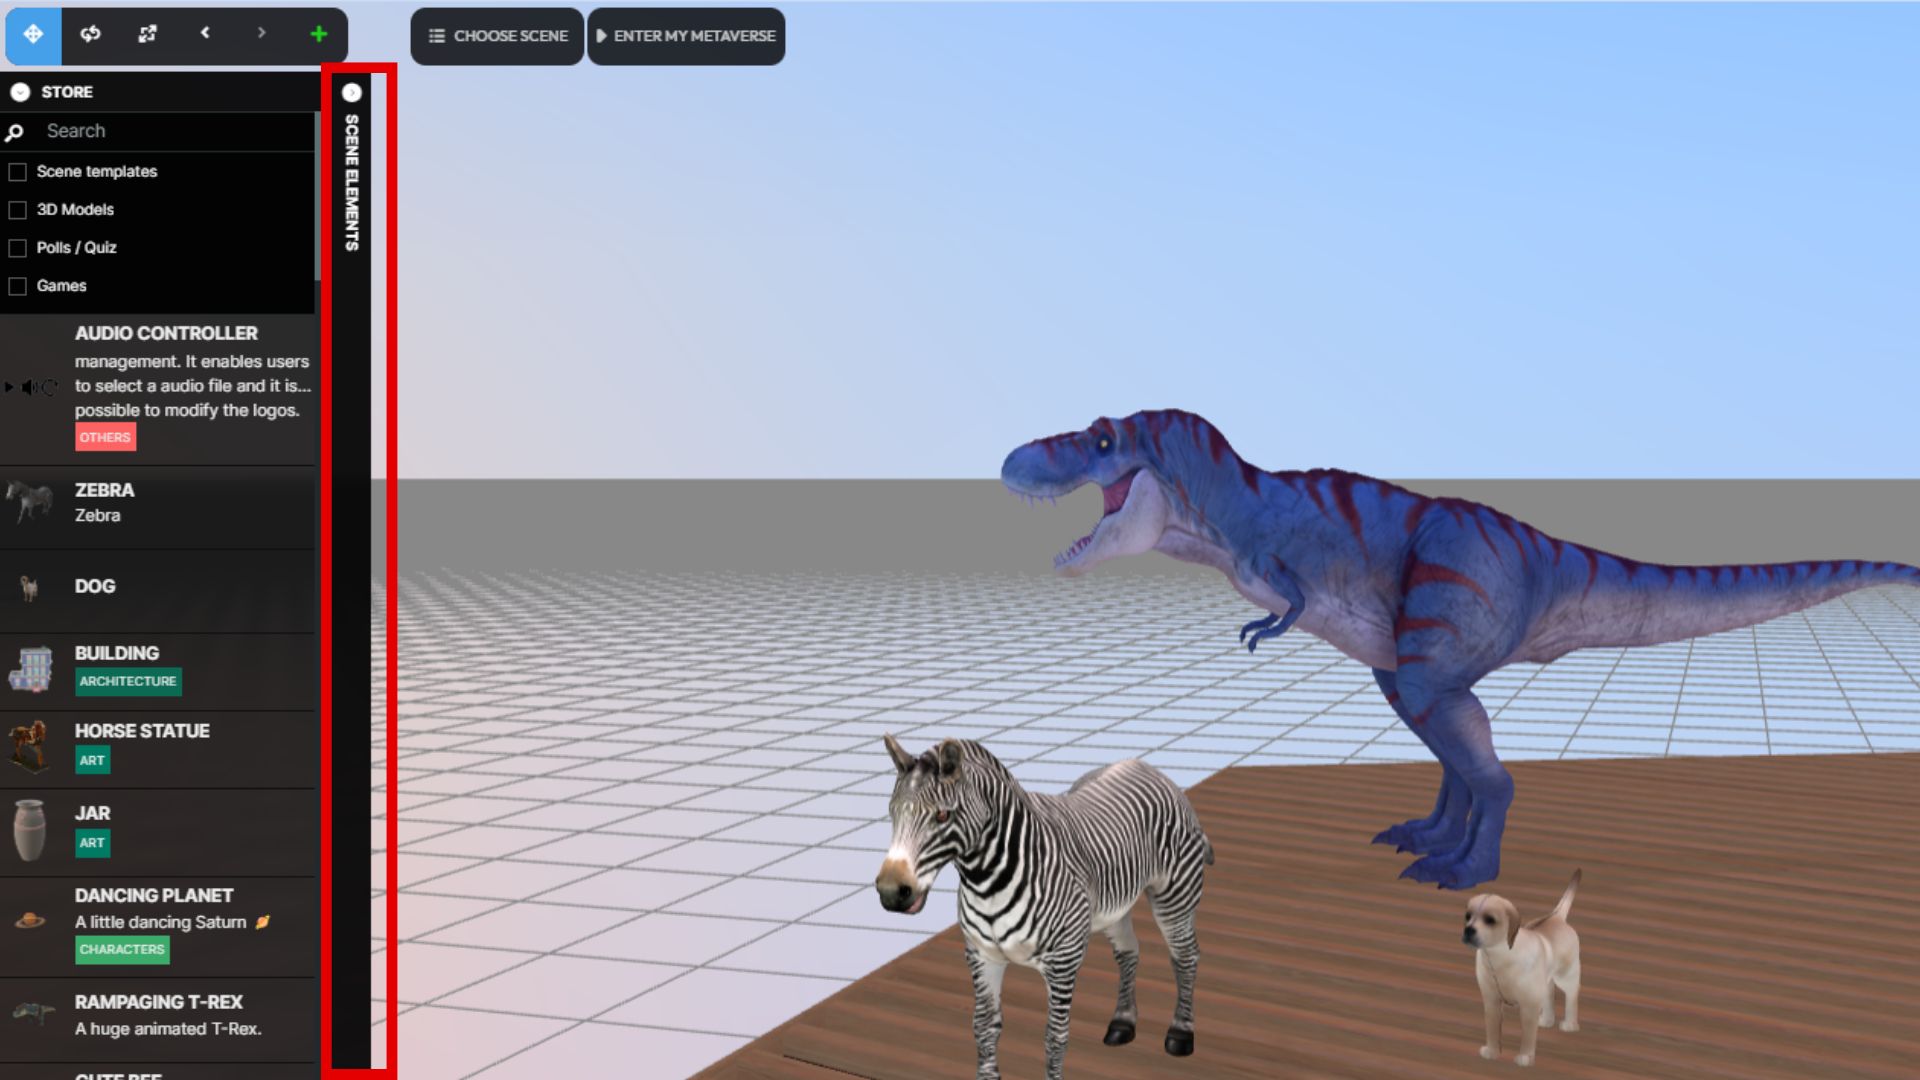 CHOOSE SCENE
ENTER MY METAVERSE
STORE
Search
Scene templates
3D Models
Polls / Quiz
Games
AUDIO CONTROLLER
management. It enables users
to select a audio file and it is...
possible to modify the logos.
OTHERS
ZEBRA
Zebra
DOG
BUILDING
ARCHITECTURE
HORSE STATUE
ART
JAR
ART
DANCING PLANET
A little dancing Saturn 🪐
CHARACTERS
RAMPAGING T-REX
A huge animated T-Rex.
CUTE BEE
SCENE ELEMENTS